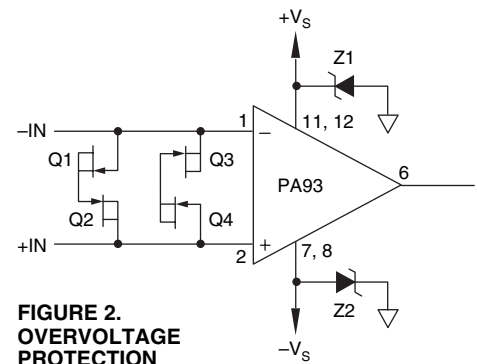 +VS
Z1
–IN
1
–
11, 12
Q1
Q3
PA93
6
Q2
Q4
+IN
+
2
7, 8
Z2
–VS
FIGURE 2.
OVERVOLTAGE
PROTECTION